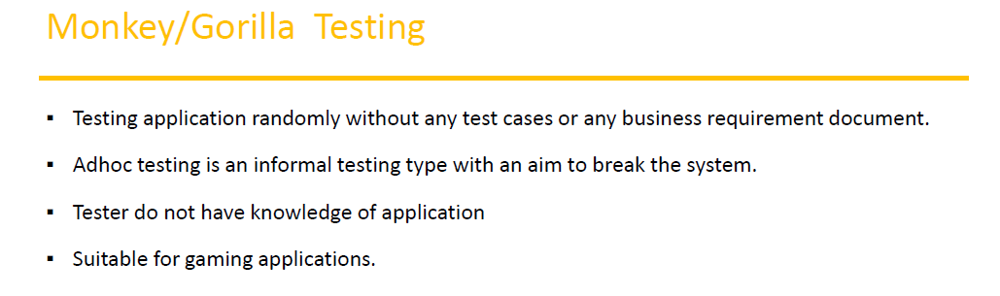 Monkey/Gorilla Testing
▪ Testing application randomly without any test cases or any business requirement document.
▪ Adhoc testing is an informal testing type with an aim to break the system.
▪ Tester do not have knowledge of application
▪ Suitable for gaming applications.